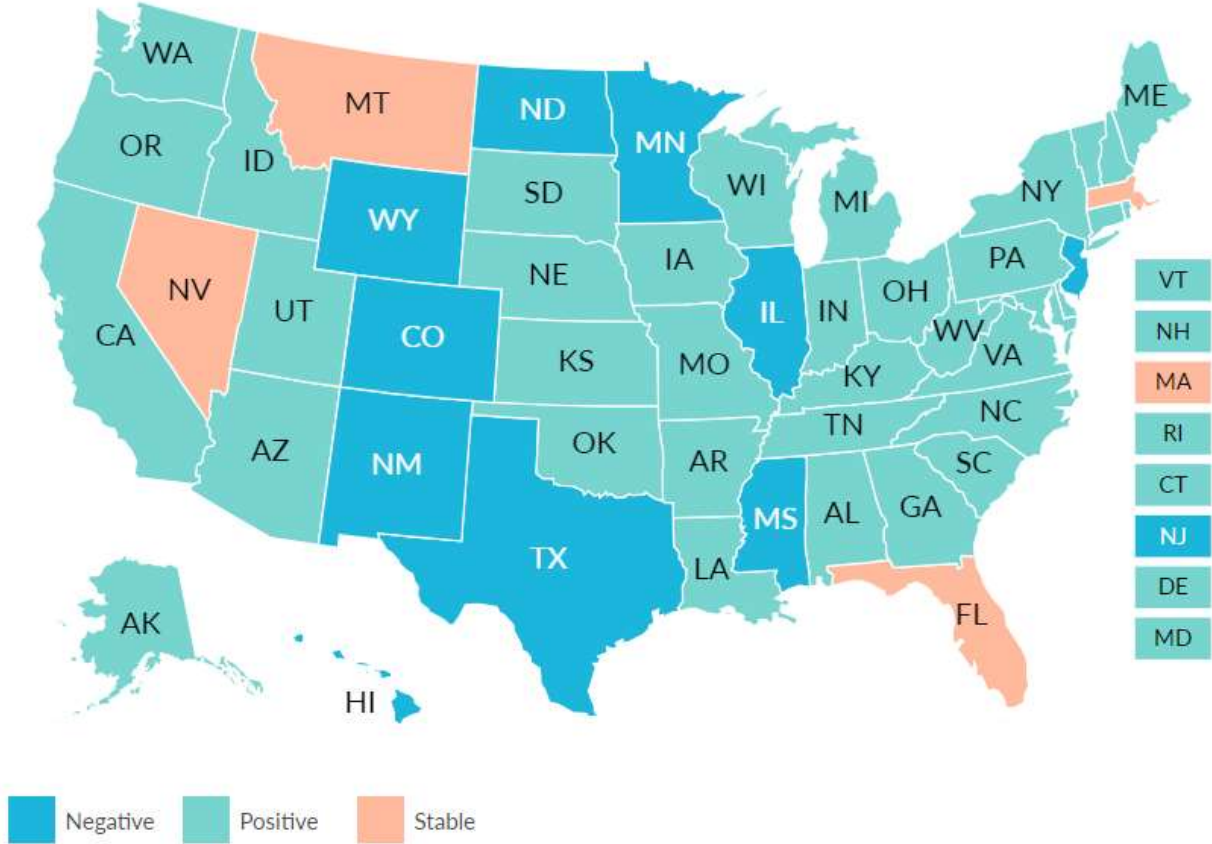 WA
MT
ND
MN
ME
OR
ID
SD
WI
MI
NY
WY
NV
UT
NE
IA
PA
CA
CO
IL
IN
OH
WV
VA
KS
MO
KY
NC
AZ
NM
OK
AR
TN
SC
TX
LA
MS
AL
GA
AK
HI
FL
VT
NH
MA
RI
CT
NJ
DE
MD
Negative Positive Stable